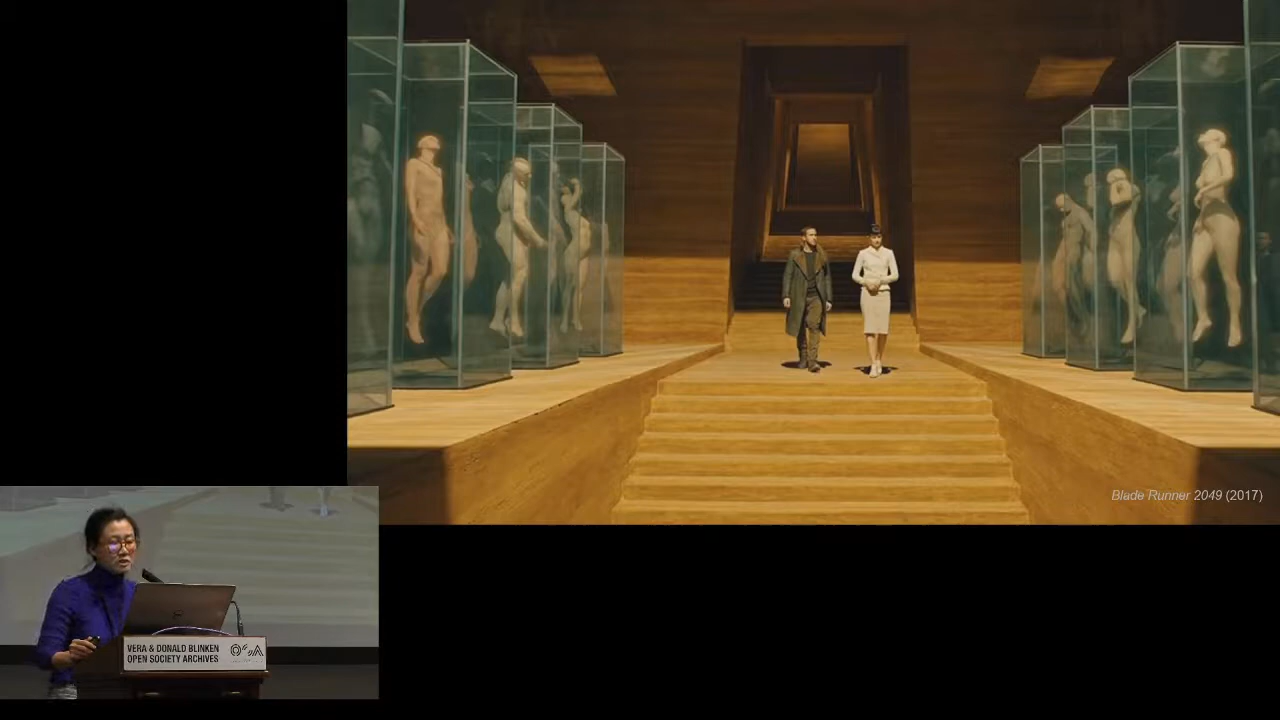 Blade Runner 2049 (2017)
VERA & DONALD BLINKEN
OPEN SOCIETY ARCHIVES
OSA